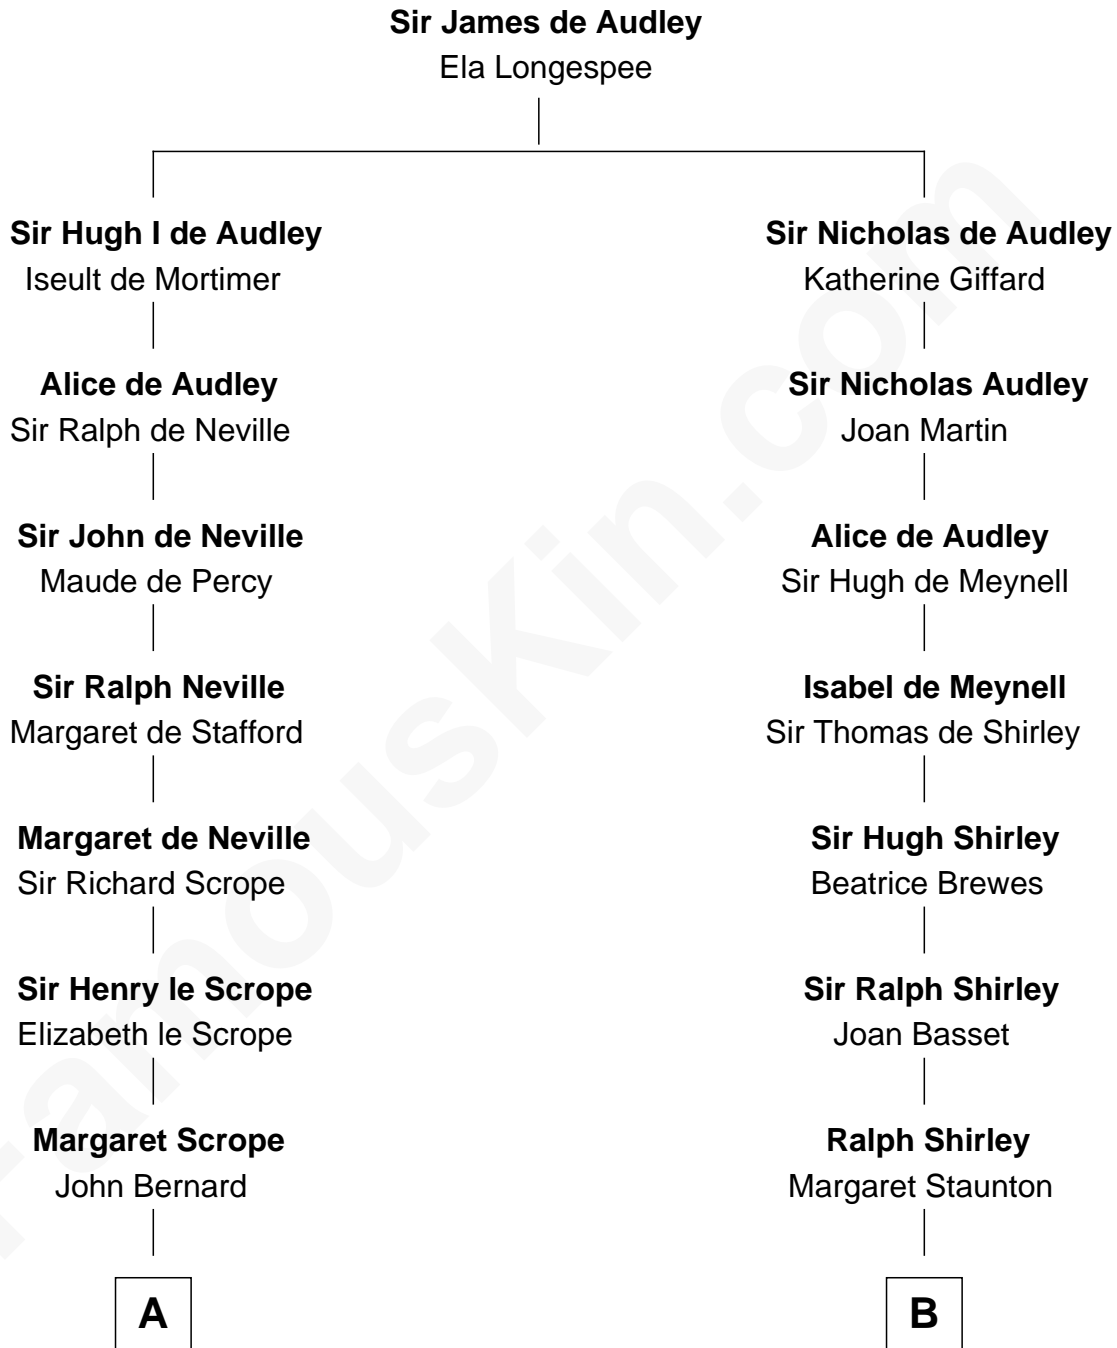 Sir James de Audley
Ela Longespee
Sir Hugh I de Audley
Iseult de Mortimer
Alice de Audley
Sir Ralph de Neville
Sir John de Neville
Maude de Percy
Sir Ralph Neville
Margaret de Stafford
Margaret de Neville
Sir Richard Scrope
Sir Henry le Scrope
Elizabeth le Scrope
Margaret Scrope
John Bernard
A
Sir Nicholas de Audley
Katherine Giffard
Sir Nicholas Audley
Joan Martin
Alice de Audley
Sir Hugh de Meynell
Isabel de Meynell
Sir Thomas de Shirley
Sir Hugh Shirley
Beatrice Brewes
Sir Ralph Shirley
Joan Basset
Ralph Shirley
Margaret Staunton
B
FamousKin.com